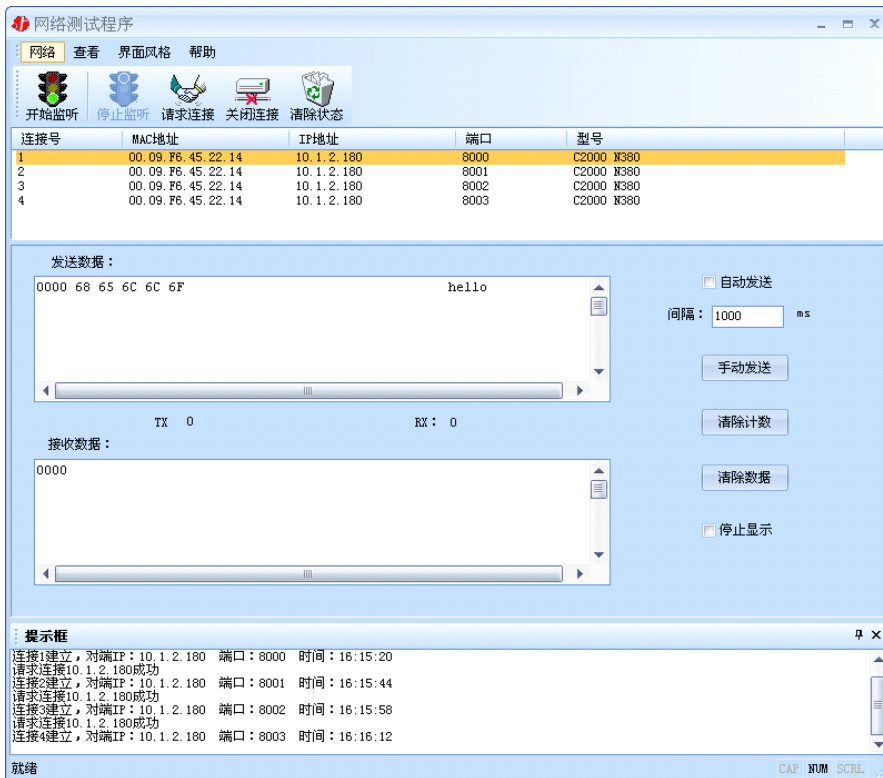 网络测试程序
网络 查看 界面风格 帮助
开始监听 停止监听 请求连接 关闭连接 清除状态
连接号 MAC地址 IP地址 端口 型号
1 00.09.F6.45.22.14 10.1.2.180 8000 C2000 N380
2 00.09.F6.45.22.14 10.1.2.180 8001 C2000 N380
3 00.09.F6.45.22.14 10.1.2.180 8002 C2000 N380
4 00.09.F6.45.22.14 10.1.2.180 8003 C2000 N380
发送数据：
0000 68 65 6C 6C 6F hello
自动发送
间隔： 1000 ms
手动发送
TX 0 RX： 0
清除计数
接收数据：
0000
清除数据
停止显示
提示框
连接1建立，对端IP：10.1.2.180 端口：8000 时间：16:15:20
请求连接10.1.2.180成功
连接2建立，对端IP：10.1.2.180 端口：8001 时间：16:15:44
请求连接10.1.2.180成功
连接3建立，对端IP：10.1.2.180 端口：8002 时间：16:15:58
请求连接10.1.2.180成功
连接4建立，对端IP：10.1.2.180 端口：8003 时间：16:16:12
就绪 CAP NUM SCRL